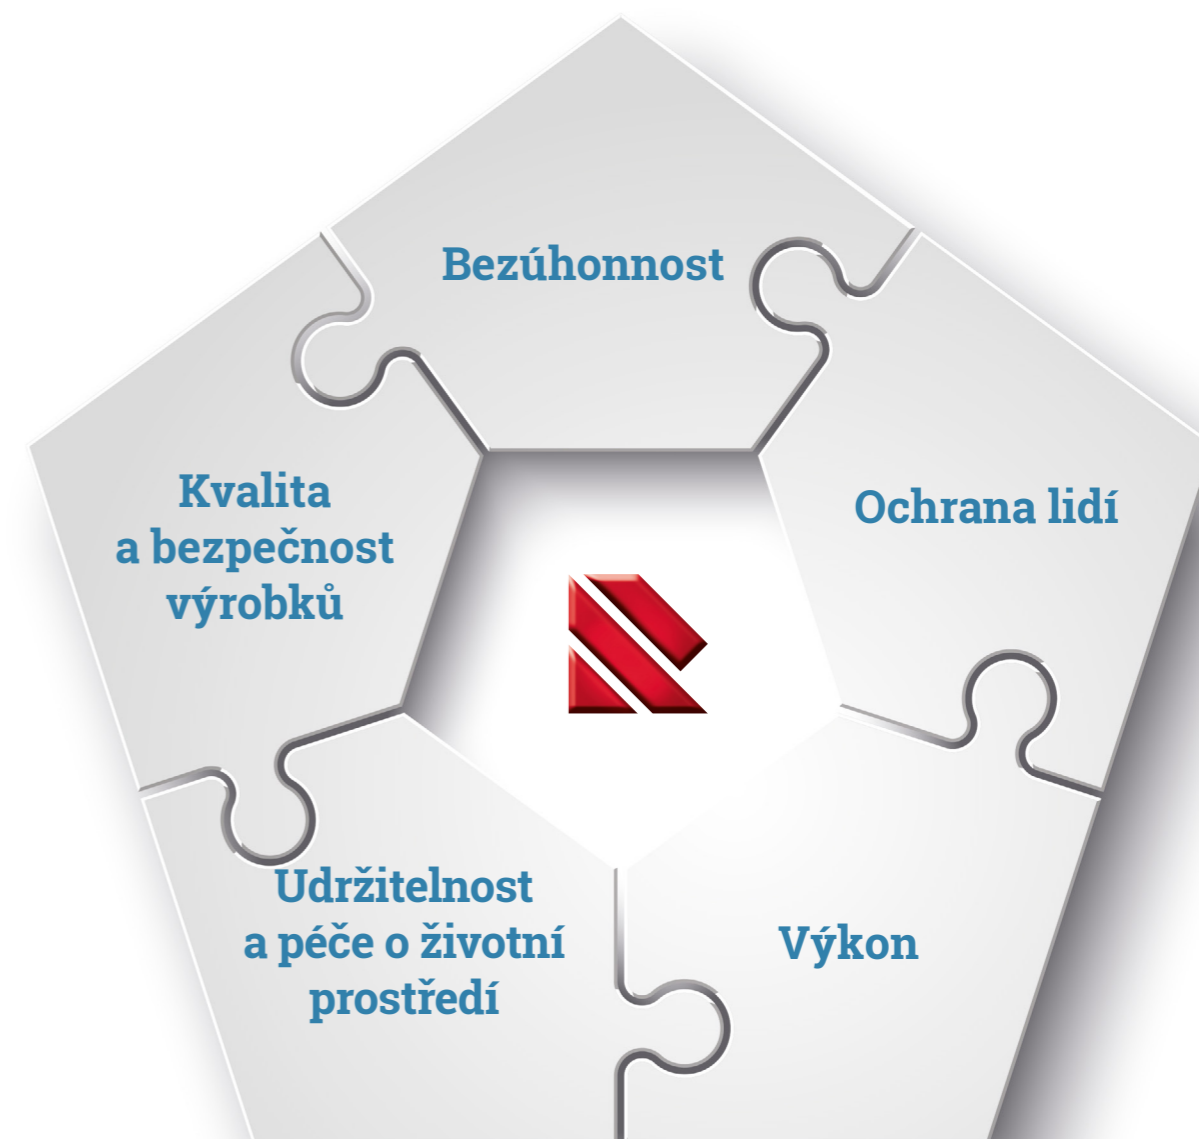 Bezúhonnost
Kvalita
a bezpečnost
výrobků
Ochrana lidí
Udržitelnost
a péče o životní
prostředí
Výkon